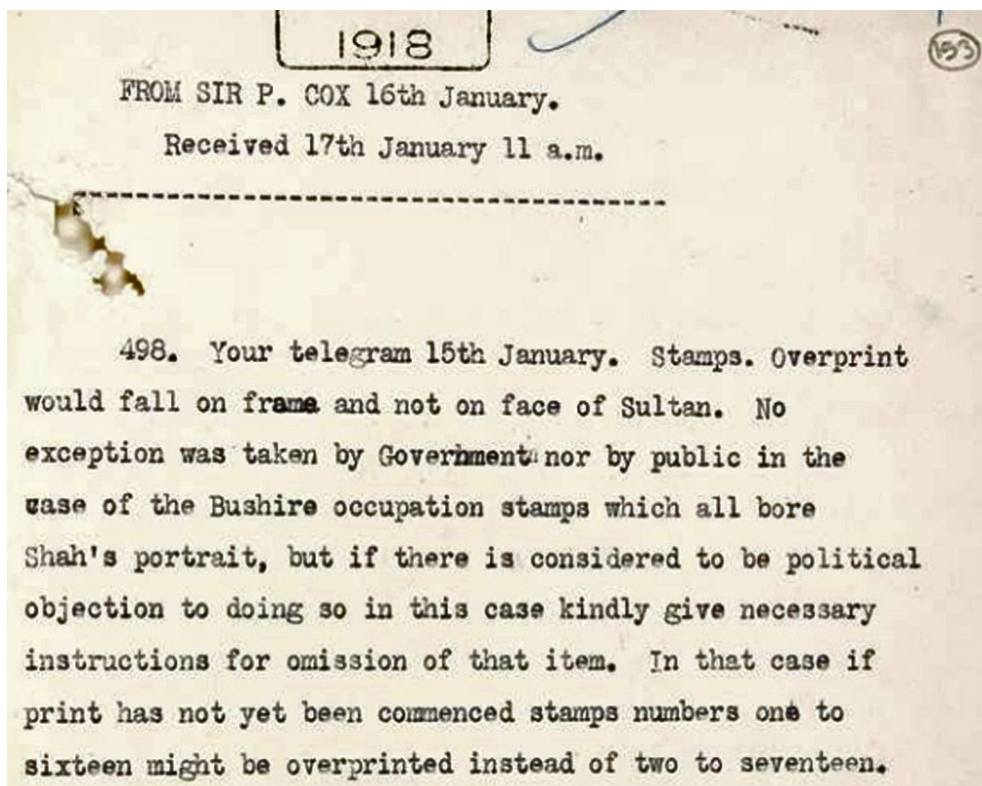 1918
153
FROM SIR P. COX 16th January.
Received 17th January 11 a.m.
498. Your telegram 15th January. Stamps. Overprint
would fall on frame and not on face of Sultan. No
exception was taken by Government nor by public in the
case of the Bushire occupation stamps which all bore
Shah's portrait, but if there is considered to be political
objection to doing so in this case kindly give necessary
instructions for omission of that item. In that case if
print has not yet been commenced stamps numbers one to
sixteen might be overprinted instead of two to seventeen.